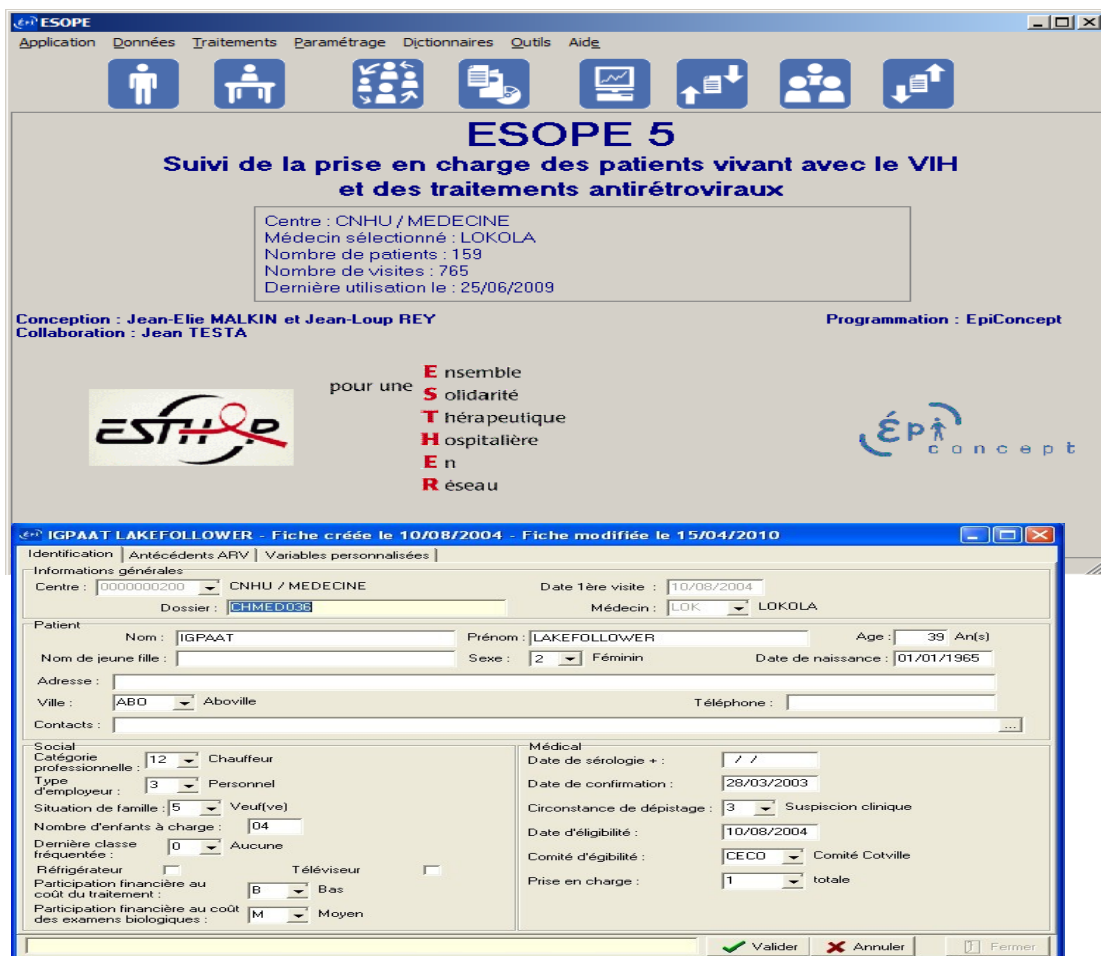 ESOPE
Application Données Traitements Paramétrage Dictionnaires Outils Aide
ESOPE 5
Suivi de la prise en charge des patients vivant avec le VIH
et des traitements antirétroviraux
Centre : CNHU / MEDECINE
Médecin sélectionné : LOKOLA
Nombre de patients : 159
Nombre de visites : 765
Dernière utilisation le : 25/06/2009
Conception : Jean-Elie MALKIN et Jean-Loup REY Programmation : EpiConcept
Collaboration : Jean TESTA
ESTHER
pour une
E nsemble
S olidarité
T hérapeutique
H ospitalière
E n
R éseau
épi concept
IGPAAT LAKEFOLLOWER - Fiche créée le 10/08/2004 - Fiche modifiée le 15/04/2010
Identification Antécédents ARV Variables personnalisées
Informations générales
Centre : 0000000200 CNHU / MEDECINE Date 1ère visite : 10/08/2004
Dossier : CHMED036 Médecin : LOK LOKOLA
Patient
Nom : IGPAAT Prénom : LAKEFOLLOWER Age : 39 An(s)
Nom de jeune fille : Sexe : 2 Féminin Date de naissance : 01/01/1965
Adresse :
Ville : ABO Aboville Téléphone :
Contacts : ...
Social
Catégorie professionnelle : 12 Chauffeur
Type d'employeur : 3 Personnel
Situation de famille : 5 Veuf(ve)
Nombre d'enfants à charge : 04
Dernière classe fréquentée : 0 Aucune
Réfrigérateur Téléviseur
Participation financière au coût du traitement : B Bas
Participation financière au coût des examens biologiques : M Moyen
Médical
Date de sérologie + : / /
Date de confirmation : 28/03/2003
Circonstance de dépistage : 3 Suspiscion clinique
Date d'éligibilité : 10/08/2004
Comité d'égibilité : CECO Comité Cotville
Prise en charge : 1 totale
Valider Annuler Fermer